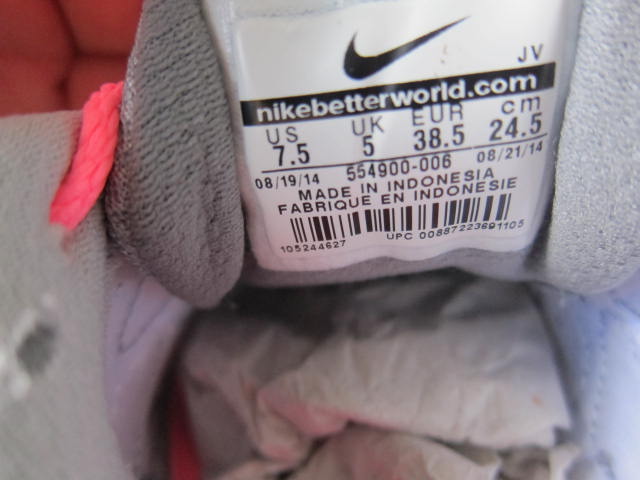 JV
nikebetterworld.com
US UK EUR cm
7.5 5 38.5 24.5
08/19/14 554900-006 08/21/14
MADE IN INDONESIA
FABRIQUE EN INDONESIE
105244627 UPC 00887223691105